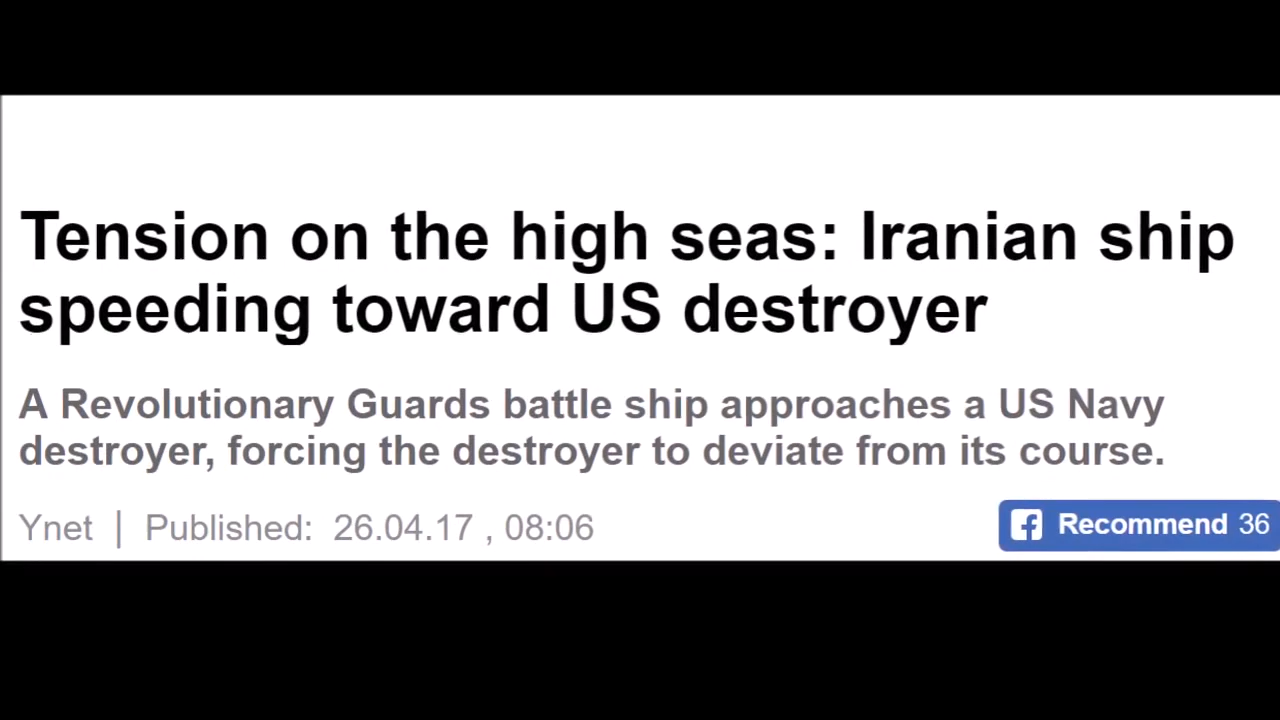 Tension on the high seas: Iranian ship
speeding toward US destroyer
A Revolutionary Guards battle ship approaches a US Navy
destroyer, forcing the destroyer to deviate from its course.
Ynet | Published: 26.04.17 , 08:06
Recommend 36